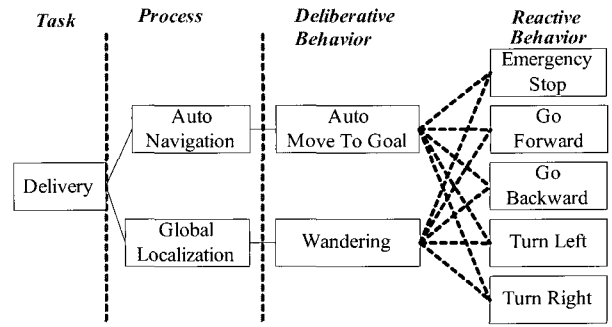 Task
Process
Deliberative
Behavior
Reactive
Behavior
Auto
Navigation
Auto
Move To Goal
Emergency
Stop
Go
Forward
Delivery
Go
Backward
Global
Localization
Wandering
Turn Left
Turn Right